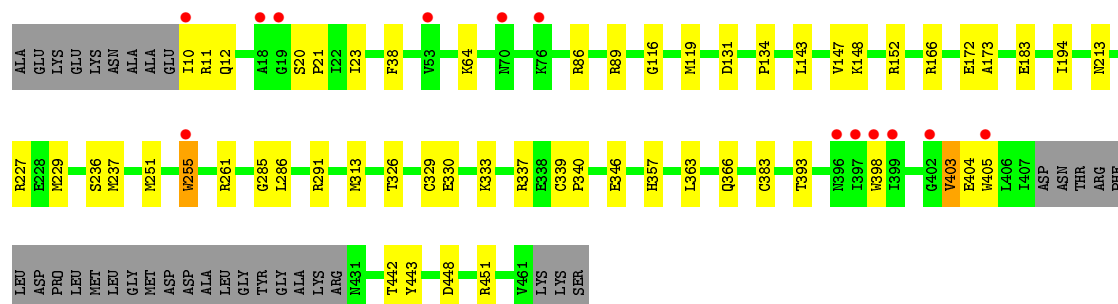 ALA GLU LYS GLU LYS ASN ALA ALA GLU I10 R11 Q12 A18 G19 S20 P21 I22 I23 F38 V53 K64 N70 K76 R86 R89 G116 M119 D131 P134 L143 V147 K148 R152 R166 E172 A173 E183 I194 N213
R227 E228 M229 S236 M237 M251 W255 R261 G285 L286 R291 M313 T326 C329 E330 K333 R337 E338 C339 P340 E346 H357 L363 Q366 C383 T393 N396 I397 W398 I399 G402 V403 E404 W405 L406 I407 ASP ASN THR ARG PHE
LEU ASP PRO LEU MET LEU GLY MET ASP ASP ALA LEU GLY TYR GLY ALA LYS ARG N431 T442 Y443 D448 R451 V461 LYS LYS SER